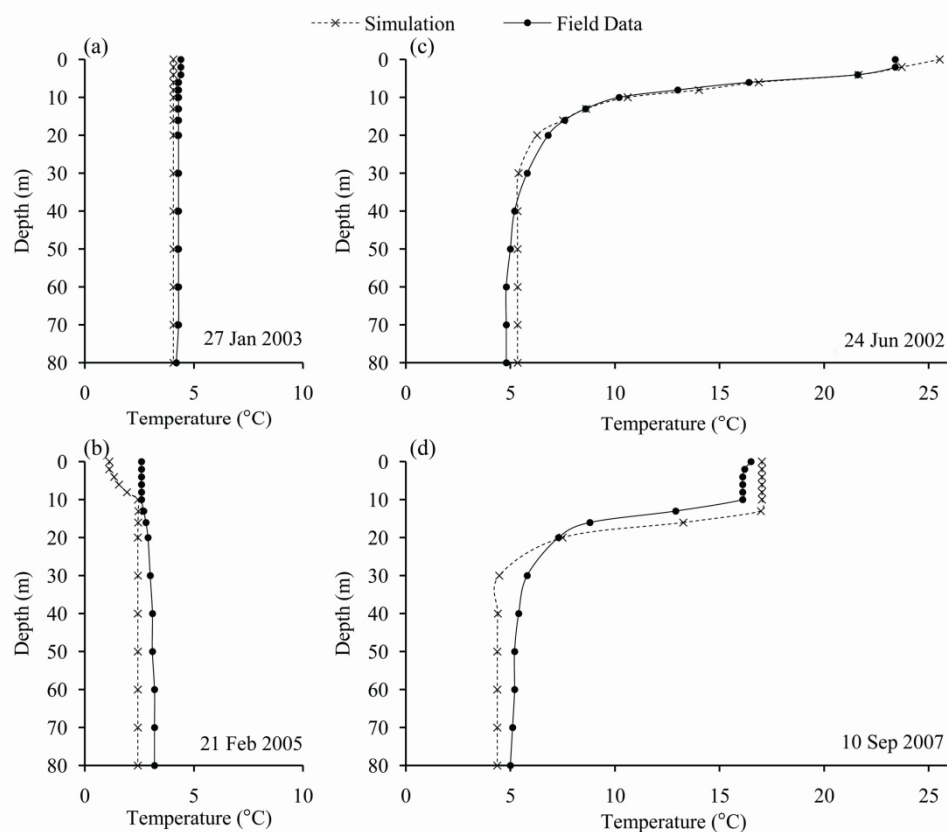 Simulation Field Data
(a)
(c)
0
10
20
30
40
50
60
70
80
Depth (m)
27 Jan 2003
0 5 10
Temperature (°C)
0
10
20
30
40
50
60
70
80
Depth (m)
24 Jun 2002
0 5 10 15 20 25
Temperature (°C)
(b)
(d)
0
10
20
30
40
50
60
70
80
Depth (m)
21 Feb 2005
0 5 10
Temperature (°C)
0
10
20
30
40
50
60
70
80
Depth (m)
10 Sep 2007
0 5 10 15 20 25
Temperature (°C)